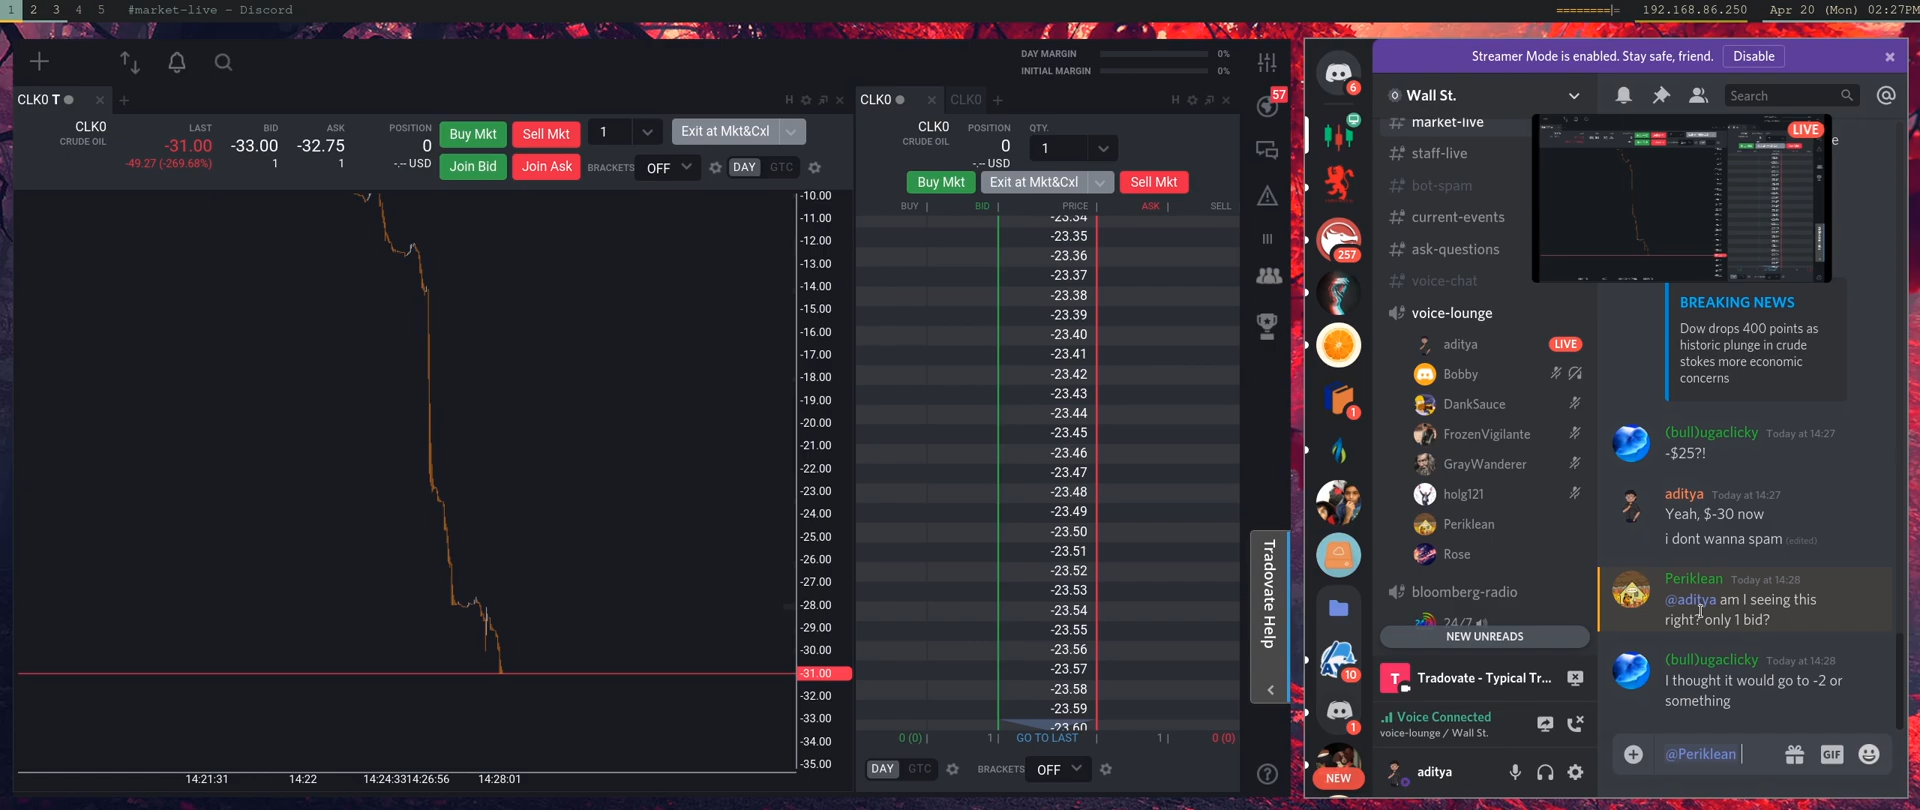 1 2 3 4 5 #market-live - Discord
192.168.86.250 Apr 20 (Mon) 02:27PM
DAY MARGIN 0%
INITIAL MARGIN 0%
CLK0 T
H
CLK0
CRUDE OIL
LAST BID ASK POSITION
-31.00 -33.00 -32.75 0
-49.27 (-269.68%) 1 1 -.-- USD
Buy Mkt Sell Mkt 1 Exit at Mkt&Cxl
Join Bid Join Ask BRACKETS OFF DAY GTC
-10.00
-11.00
-12.00
-13.00
-14.00
-15.00
-16.00
-17.00
-18.00
-19.00
-20.00
-21.00
-22.00
-23.00
-24.00
-25.00
-26.00
-27.00
-28.00
-29.00
-30.00
-31.00
-32.00
-33.00
-34.00
-35.00
14:21:31 14:22 14:24:33 14:26:56 14:28:01
CLK0 CLK0
H
CLK0 POSITION QTY.
CRUDE OIL 0 1
-.-- USD
Buy Mkt Exit at Mkt&Cxl Sell Mkt
BUY BID PRICE ASK SELL
-23.34
-23.35
-23.36
-23.37
-23.38
-23.39
-23.40
-23.41
-23.42
-23.43
-23.44
-23.45
-23.46
-23.47
-23.48
-23.49
-23.50
-23.51
-23.52
-23.53
-23.54
-23.55
-23.56
-23.57
-23.58
-23.59
-23.60
0 (0) 1 GO TO LAST 1 0 (0)
DAY GTC BRACKETS OFF
57
Tradovate Help
6
257
1
10
1
NEW
Streamer Mode is enabled. Stay safe, friend. Disable
Wall St.
Search
market-live
staff-live
bot-spam
current-events
ask-questions
voice-chat
voice-lounge
aditya LIVE
Bobby
DankSauce
FrozenVigilante
GrayWanderer
holg121
Periklean
Rose
bloomberg-radio
24/7
NEW UNREADS
Tradovate - Typical Tr...
Voice Connected
voice-lounge / Wall St.
aditya
LIVE
e
BREAKING NEWS
Dow drops 400 points as
historic plunge in crude
stokes more economic
concerns
(bull)ugaclicky Today at 14:27
-$25?!
aditya Today at 14:27
Yeah, $-30 now
i dont wanna spam (edited)
Periklean Today at 14:28
@aditya am I seeing this
right? only 1 bid?
(bull)ugaclicky Today at 14:28
I thought it would go to -2 or
something
@Periklean
GIF